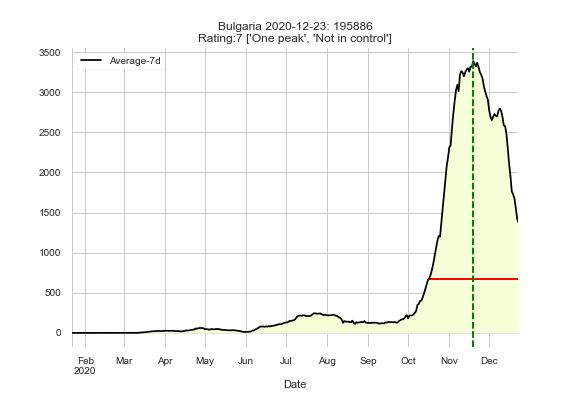 Bulgaria 2020-12-23: 195886
Rating:7 ['One peak', 'Not in control']
Average-7d
3500
3000
2500
2000
1500
1000
500
0
Feb Mar Apr May Jun Jul Aug Sep Oct Nov Dec
2020
Date